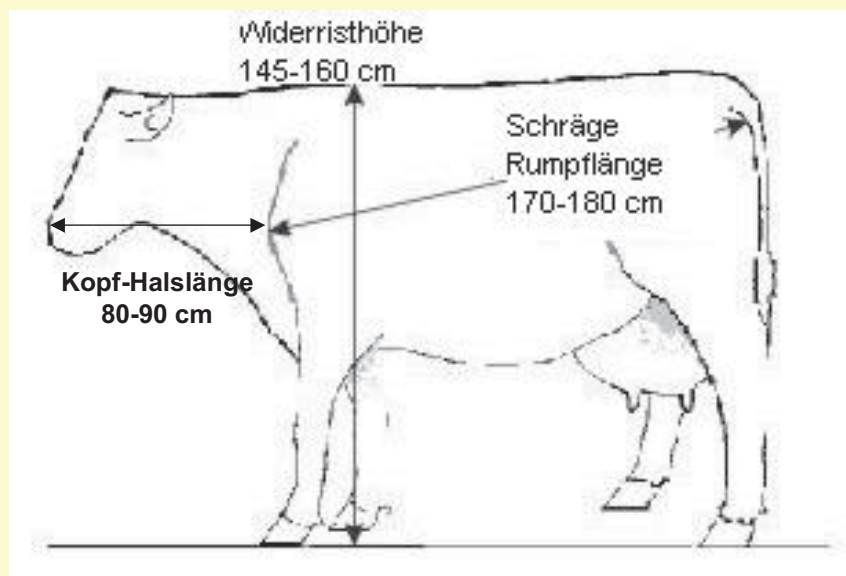 Widerristhöhe
145-160 cm
Schräge
Rumpflänge
170-180 cm
Kopf-Halslänge
80-90 cm